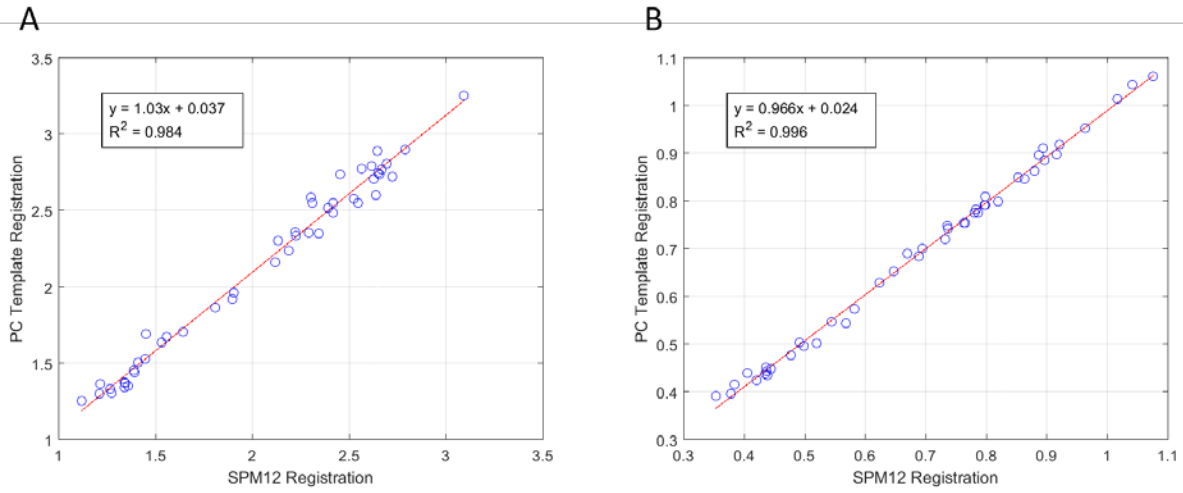 A
B
3.5
3
2.5
2
1.5
1
y = 1.03x + 0.037
R² = 0.984
PC Template Registration
1 1.5 2 2.5 3 3.5
SPM12 Registration
1.1
1
0.9
0.8
0.7
0.6
0.5
0.4
0.3
y = 0.966x + 0.024
R² = 0.996
PC Template Registration
0.3 0.4 0.5 0.6 0.7 0.8 0.9 1 1.1
SPM12 Registration